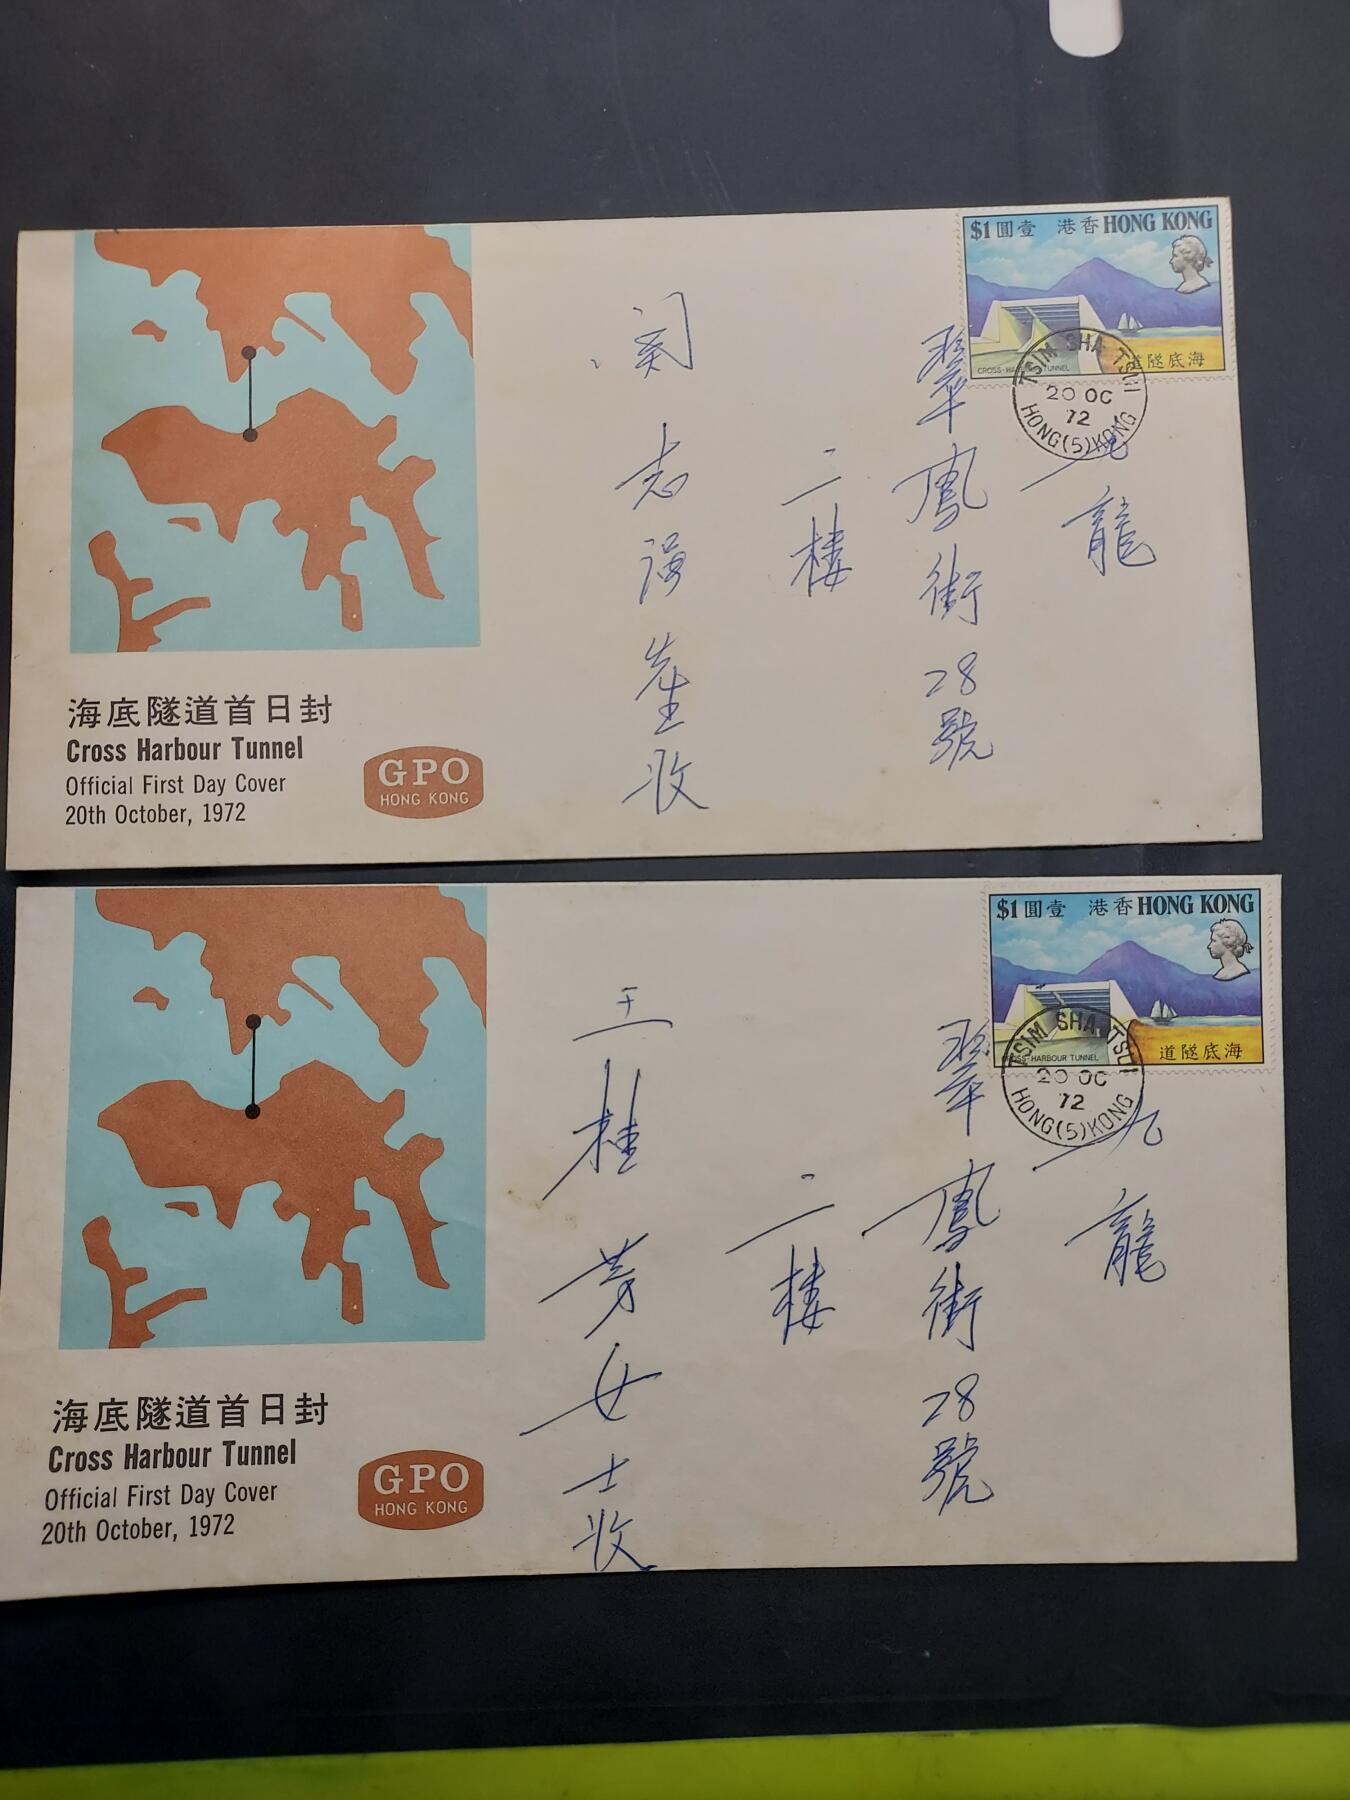 $1 圓壹 港香 HONG KONG
CROSS-HARBOUR TUNNEL
道隧底海
TSIM SHA TSUI
20 OC
72
HONG(5)KONG
九龍
翠鳳街28號
二樓
志强先生收
海底隧道首日封
Cross Harbour Tunnel
Official First Day Cover
20th October, 1972
GPO
HONG KONG
$1 圓壹 港香 HONG KONG
CROSS-HARBOUR TUNNEL
道隧底海
TSIM SHA TSUI
20 OC
72
HONG(5)KONG
九龍
翠鳳街28號
二樓
王桂芳女士收
海底隧道首日封
Cross Harbour Tunnel
Official First Day Cover
20th October, 1972
GPO
HONG KONG